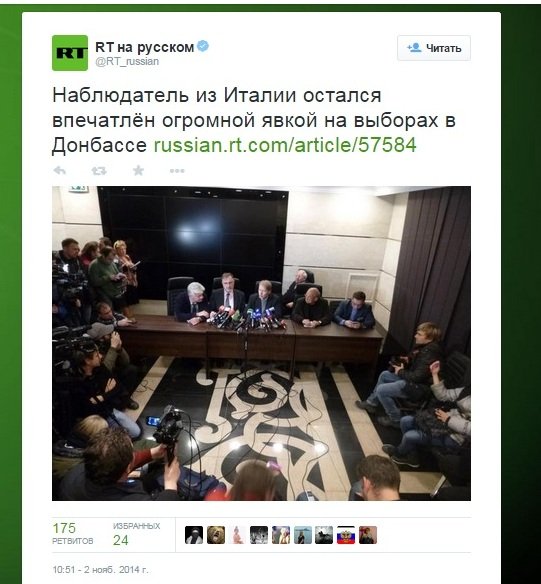 RT
RT на русском
@RT_russian
Читать
Наблюдатель из Италии остался
впечатлён огромной явкой на выборах в
Донбассе russian.rt.com/article/57584
175
РЕТВИТОВ
ИЗБРАННЫХ
24
10:51 - 2 нояб. 2014 г.